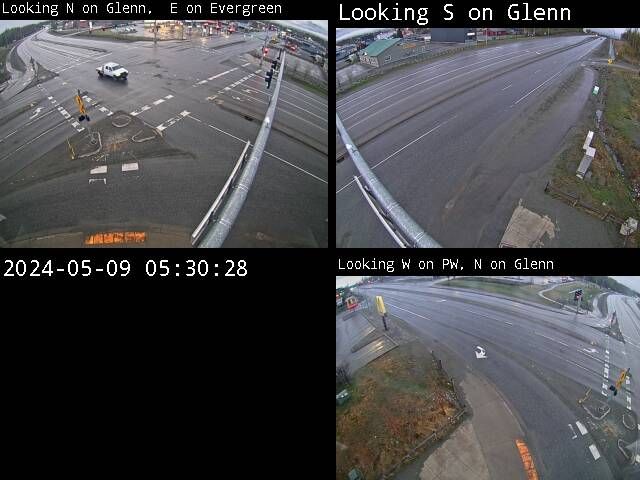 Looking N on Glenn,  E on Evergreen
Looking S on Glenn
2024-05-09 05:30:28
Looking W on PW, N on Glenn